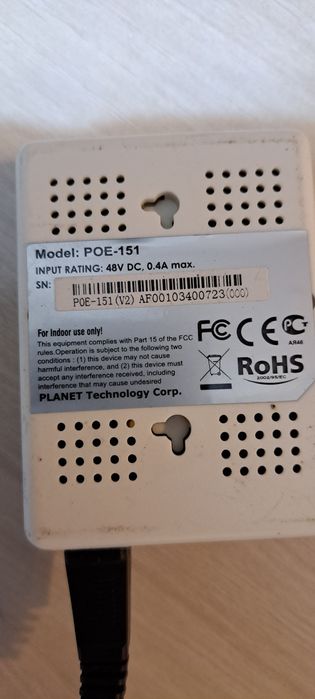 Model: POE-151
INPUT RATING: 48V DC, 0.4A max.
SN:
POE-151(V2) AF00103400723(000)
For Indoor use only!
This equipment complies with Part 15 of the FCC
rules.Operation is subject to the following two
conditions : (1) this device may not cause
harmful interference, and (2) this device must
accept any interference received, including
interference that may cause undesired
PLANET Technology Corp.
FC CE PG
АЯ46
RoHS
2002/95/EC